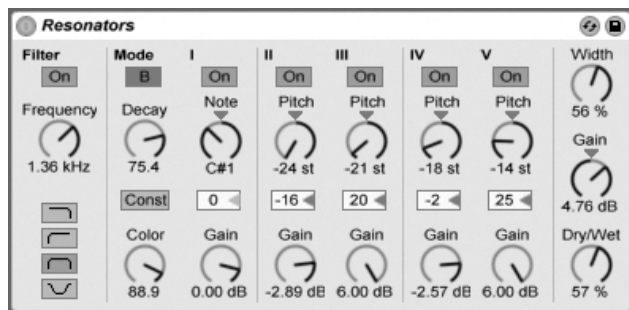 Resonators
Filter Mode I II III IV V Width
On B On On On On On
Frequency Decay Note Pitch Pitch Pitch Pitch 56 %
1.36 kHz 75.4 C#1 -24 st -21 st -18 st -14 st Gain
Const 0 -16 20 -2 25 4.76 dB
Color Gain Gain Gain Gain Gain Dry/Wet
88.9 0.00 dB -2.89 dB 6.00 dB -2.57 dB 6.00 dB 57 %